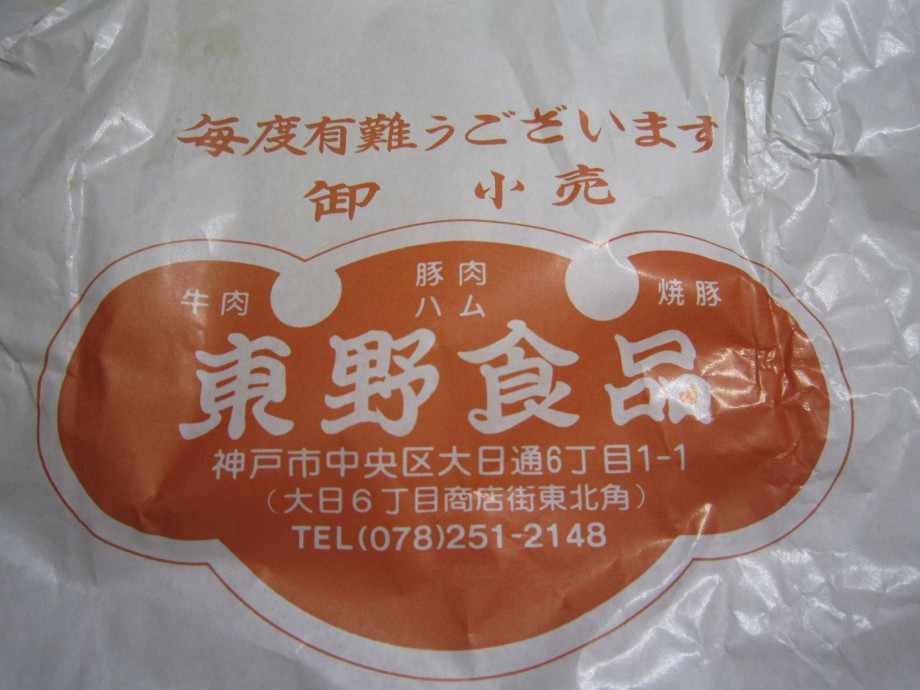 毎度有難うございます
御 小売
牛肉 豚肉 焼豚
ハム
東野食品
神戸市中央区大日通6丁目1-1
(大日6丁目商店街東北角)
TEL(078)251-2148